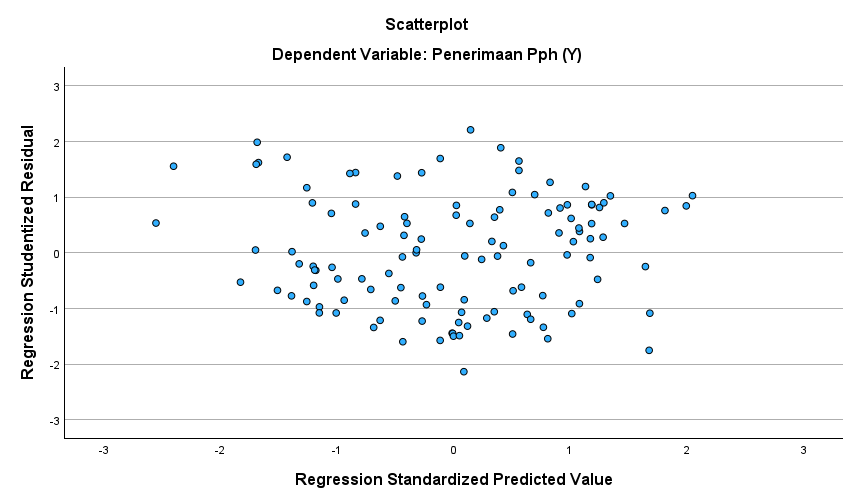 Scatterplot
Dependent Variable: Penerimaan Pph (Y)
Regression Studentized Residual
3
2
1
0
-1
-2
-3
-3 -2 -1 0 1 2 3
Regression Standardized Predicted Value